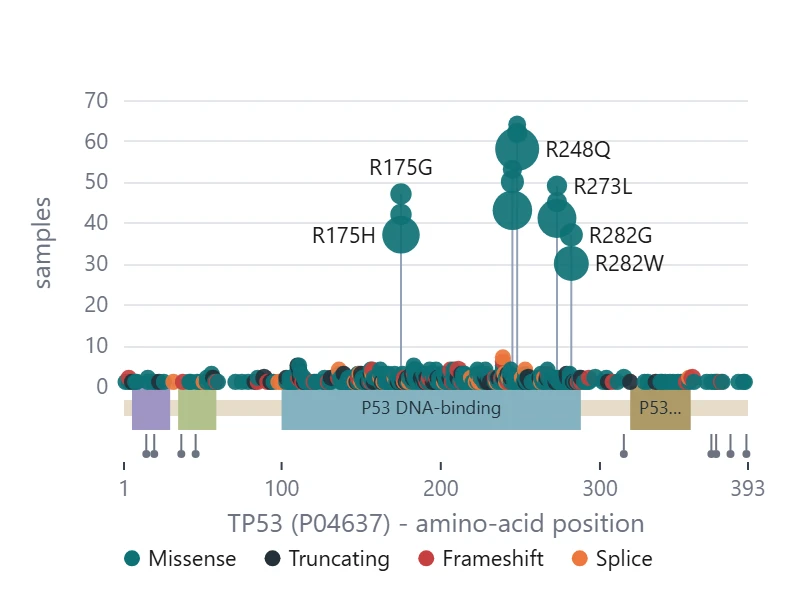 70
60
50
40
30
20
10
0
samples
R175G
R175H
R248Q
R273L
R282G
R282W
P53 DNA-binding
P53...
1 100 200 300 393
TP53 (P04637) - amino-acid position
Missense Truncating Frameshift Splice